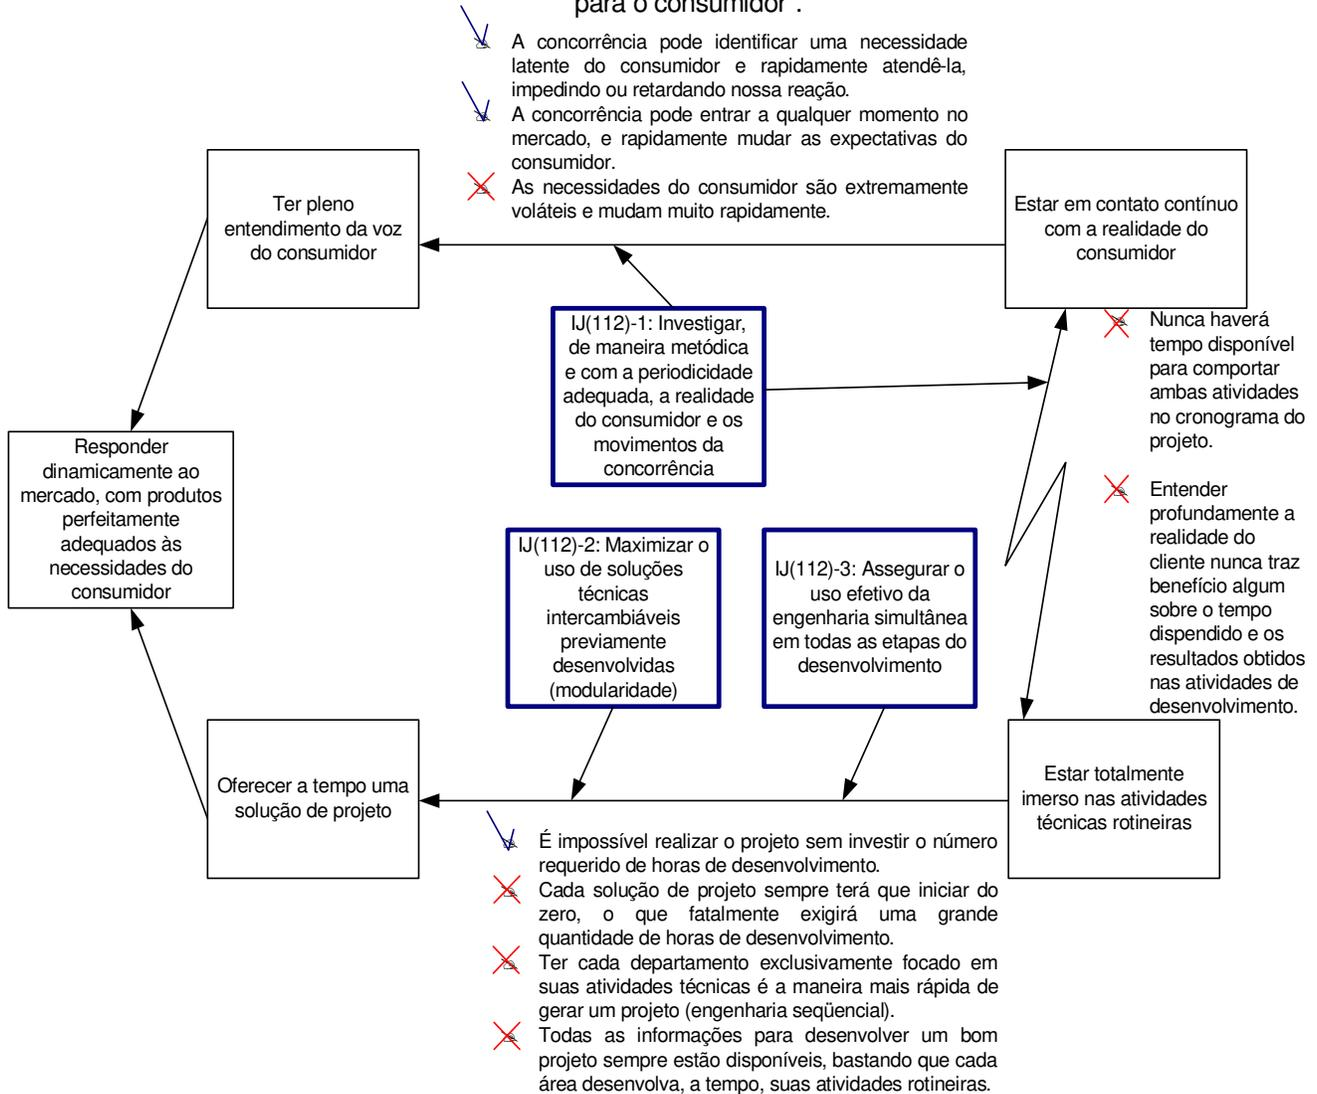 para o consumidor".
A concorrência pode identificar uma necessidade
latente do consumidor e rapidamente atendê-la,
impedindo ou retardando nossa reação.
A concorrência pode entrar a qualquer momento no
mercado, e rapidamente mudar as expectativas do
consumidor.
As necessidades do consumidor são extremamente
voláteis e mudam muito rapidamente.
Ter pleno
entendimento da voz
do consumidor
Estar em contato contínuo
com a realidade do
consumidor
IJ(112)-1: Investigar,
de maneira metódica
e com a periodicidade
adequada, a realidade
do consumidor e os
movimentos da
concorrência
Nunca haverá
tempo disponível
para comportar
ambas atividades
no cronograma do
projeto.
Responder
dinamicamente ao
mercado, com produtos
perfeitamente
adequados às
necessidades do
consumidor
Entender
profundamente a
realidade do
cliente nunca traz
benefício algum
sobre o tempo
dispendido e os
resultados obtidos
nas atividades de
desenvolvimento.
IJ(112)-2: Maximizar o
uso de soluções
técnicas
intercambiáveis
previamente
desenvolvidas
(modularidade)
IJ(112)-3: Assegurar o
uso efetivo da
engenharia simultânea
em todas as etapas do
desenvolvimento
Oferecer a tempo uma
solução de projeto
Estar totalmente
imerso nas atividades
técnicas rotineiras
É impossível realizar o projeto sem investir o número
requerido de horas de desenvolvimento.
Cada solução de projeto sempre terá que iniciar do
zero, o que fatalmente exigirá uma grande
quantidade de horas de desenvolvimento.
Ter cada departamento exclusivamente focado em
suas atividades técnicas é a maneira mais rápida de
gerar um projeto (engenharia seqüencial).
Todas as informações para desenvolver um bom
projeto sempre estão disponíveis, bastando que cada
área desenvolva, a tempo, suas atividades rotineiras.